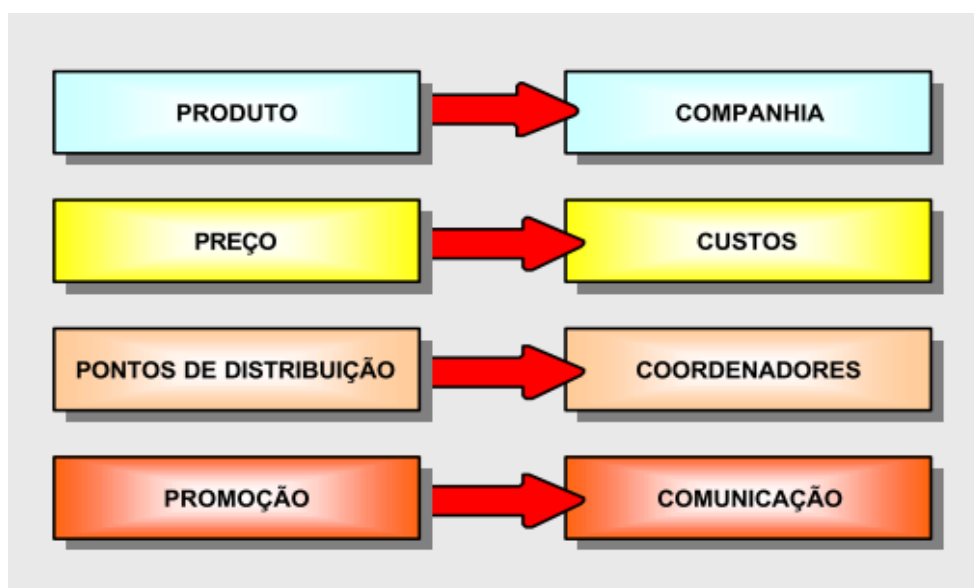 PRODUTO
COMPANHIA
PREÇO
CUSTOS
PONTOS DE DISTRIBUIÇÃO
COORDENADORES
PROMOÇÃO
COMUNICAÇÃO